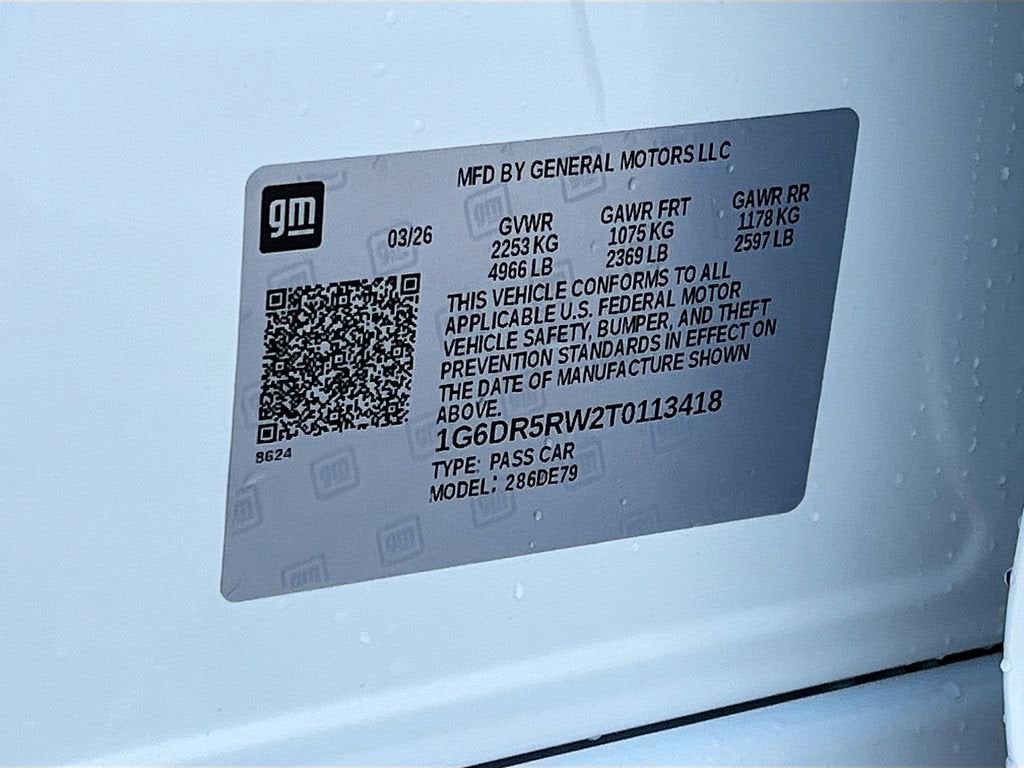 MFD BY GENERAL MOTORS LLC
gm
03/26
GVWR GAWR FRT GAWR RR
2253 KG 1075 KG 1178 KG
4966 LB 2369 LB 2597 LB
THIS VEHICLE CONFORMS TO ALL
APPLICABLE U.S. FEDERAL MOTOR
VEHICLE SAFETY, BUMPER, AND THEFT
PREVENTION STANDARDS IN EFFECT ON
THE DATE OF MANUFACTURE SHOWN
ABOVE.
1G6DR5RW2T0113418
8624
TYPE: PASS CAR
MODEL: 286DE79